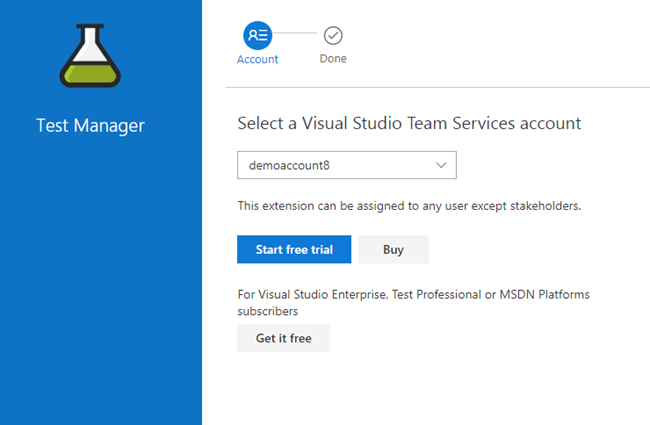 Test Manager
Account
Done
Select a Visual Studio Team Services account
demoaccount8
This extension can be assigned to any user except stakeholders.
Start free trial
Buy
For Visual Studio Enterprise, Test Professional or MSDN Platforms
subscribers
Get it free